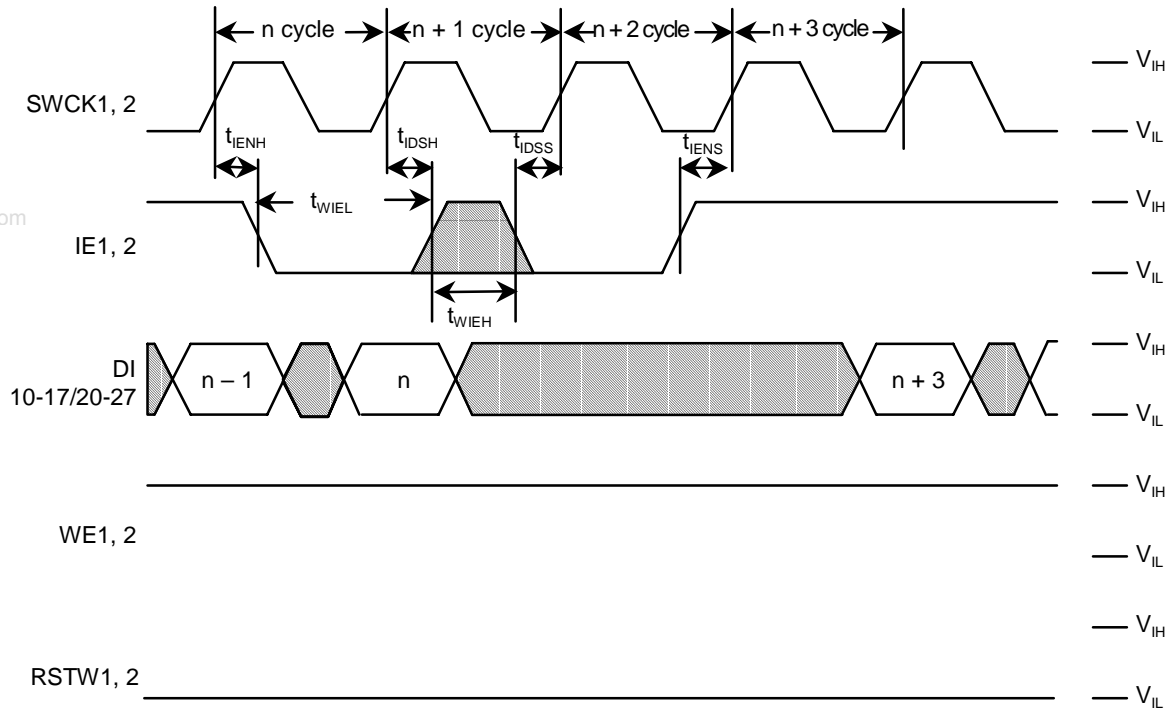 n cycle n + 1 cycle n + 2 cycle n + 3 cycle
SWCK1, 2
V_IH
V_IL
t_IENH t_IDSH t_IDSS t_IENS
om
t_WIEL
IE1, 2
V_IH
V_IL
t_WIEH
DI
10-17/20-27
n – 1 n n + 3
V_IH
V_IL
WE1, 2
V_IH
V_IL
RSTW1, 2
V_IH
V_IL